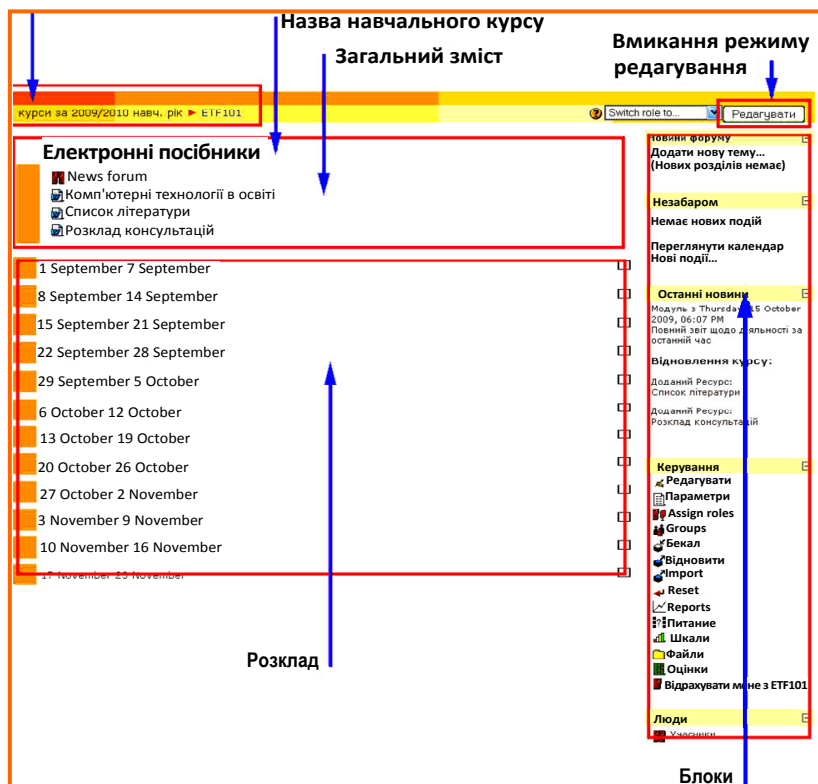 Назва навчального курсу
Загальний зміст
Вмикання режиму
редагування
курси за 2009/2010 навч. рік ► ETF101
Switch role to...
Редагувати
Електронні посібники
News forum
Комп'ютерні технології в освіті
Список літератури
Розклад консультацій
1 September 7 September
8 September 14 September
15 September 21 September
22 September 28 September
29 September 5 October
6 October 12 October
13 October 19 October
20 October 26 October
27 October 2 November
3 November 9 November
10 November 16 November
17 November 23 November
Розклад
Новини форуму
Додати нову тему...
(Нових розділів немає)
Незабаром
Немає нових подій
Переглянути календар
Нові події...
Останні новини
Модуль з Thursday, 15 October
2009, 06:07 PM
Повний звіт щодо діяльності за
останній час
Відновлення курсу:
Доданий Ресурс:
Список літератури
Доданий Ресурс:
Розклад консультацій
Керування
Редагувати
Параметри
Assign roles
Groups
Бекал
Відновити
Import
Reset
Reports
Питание
Шкали
Файли
Оцінки
Відрахувати мене з ETF101
Люди
Учасники
Блоки